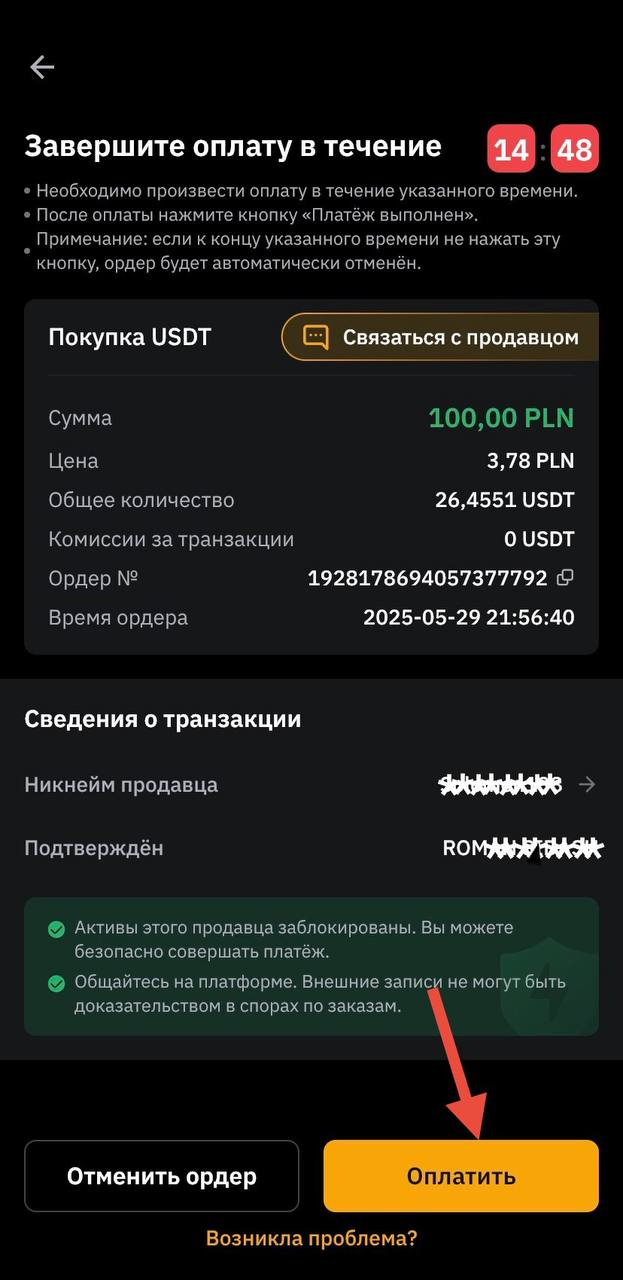 Завершите оплату в течение 14 : 48
Необходимо произвести оплату в течение указанного времени.
После оплаты нажмите кнопку «Платёж выполнен».
Примечание: если к концу указанного времени не нажать эту
кнопку, ордер будет автоматически отменён.
Покупка USDT
Связаться с продавцом
Сумма 100,00 PLN
Цена 3,78 PLN
Общее количество 26,4551 USDT
Комиссии за транзакции 0 USDT
Ордер № 1928178694057377792
Время ордера 2025-05-29 21:56:40
Сведения о транзакции
Никнейм продавца
Подтверждён
Активы этого продавца заблокированы. Вы можете
безопасно совершать платёж.
Общайтесь на платформе. Внешние записи не могут быть
доказательством в спорах по заказам.
Отменить ордер
Оплатить
Возникла проблема?